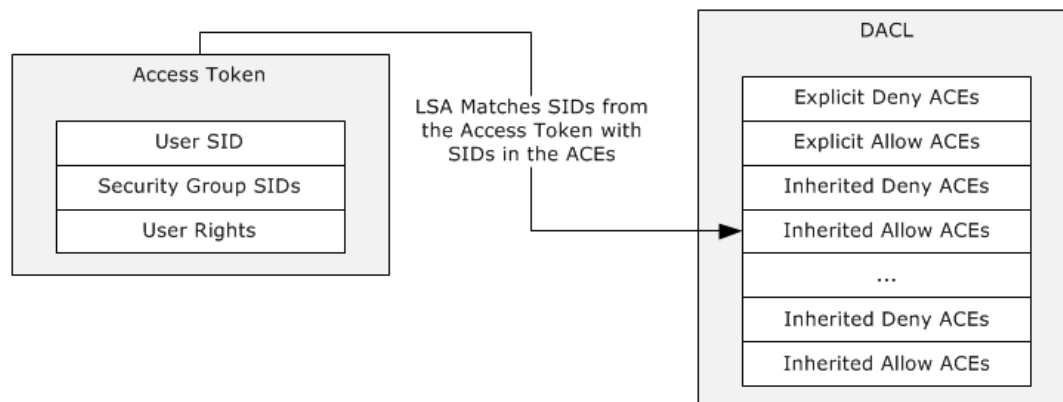 Access Token
User SID
Security Group SIDs
User Rights
LSA Matches SIDs from
the Access Token with
SIDs in the ACEs
DACL
Explicit Deny ACEs
Explicit Allow ACEs
Inherited Deny ACEs
Inherited Allow ACEs
...
Inherited Deny ACEs
Inherited Allow ACEs